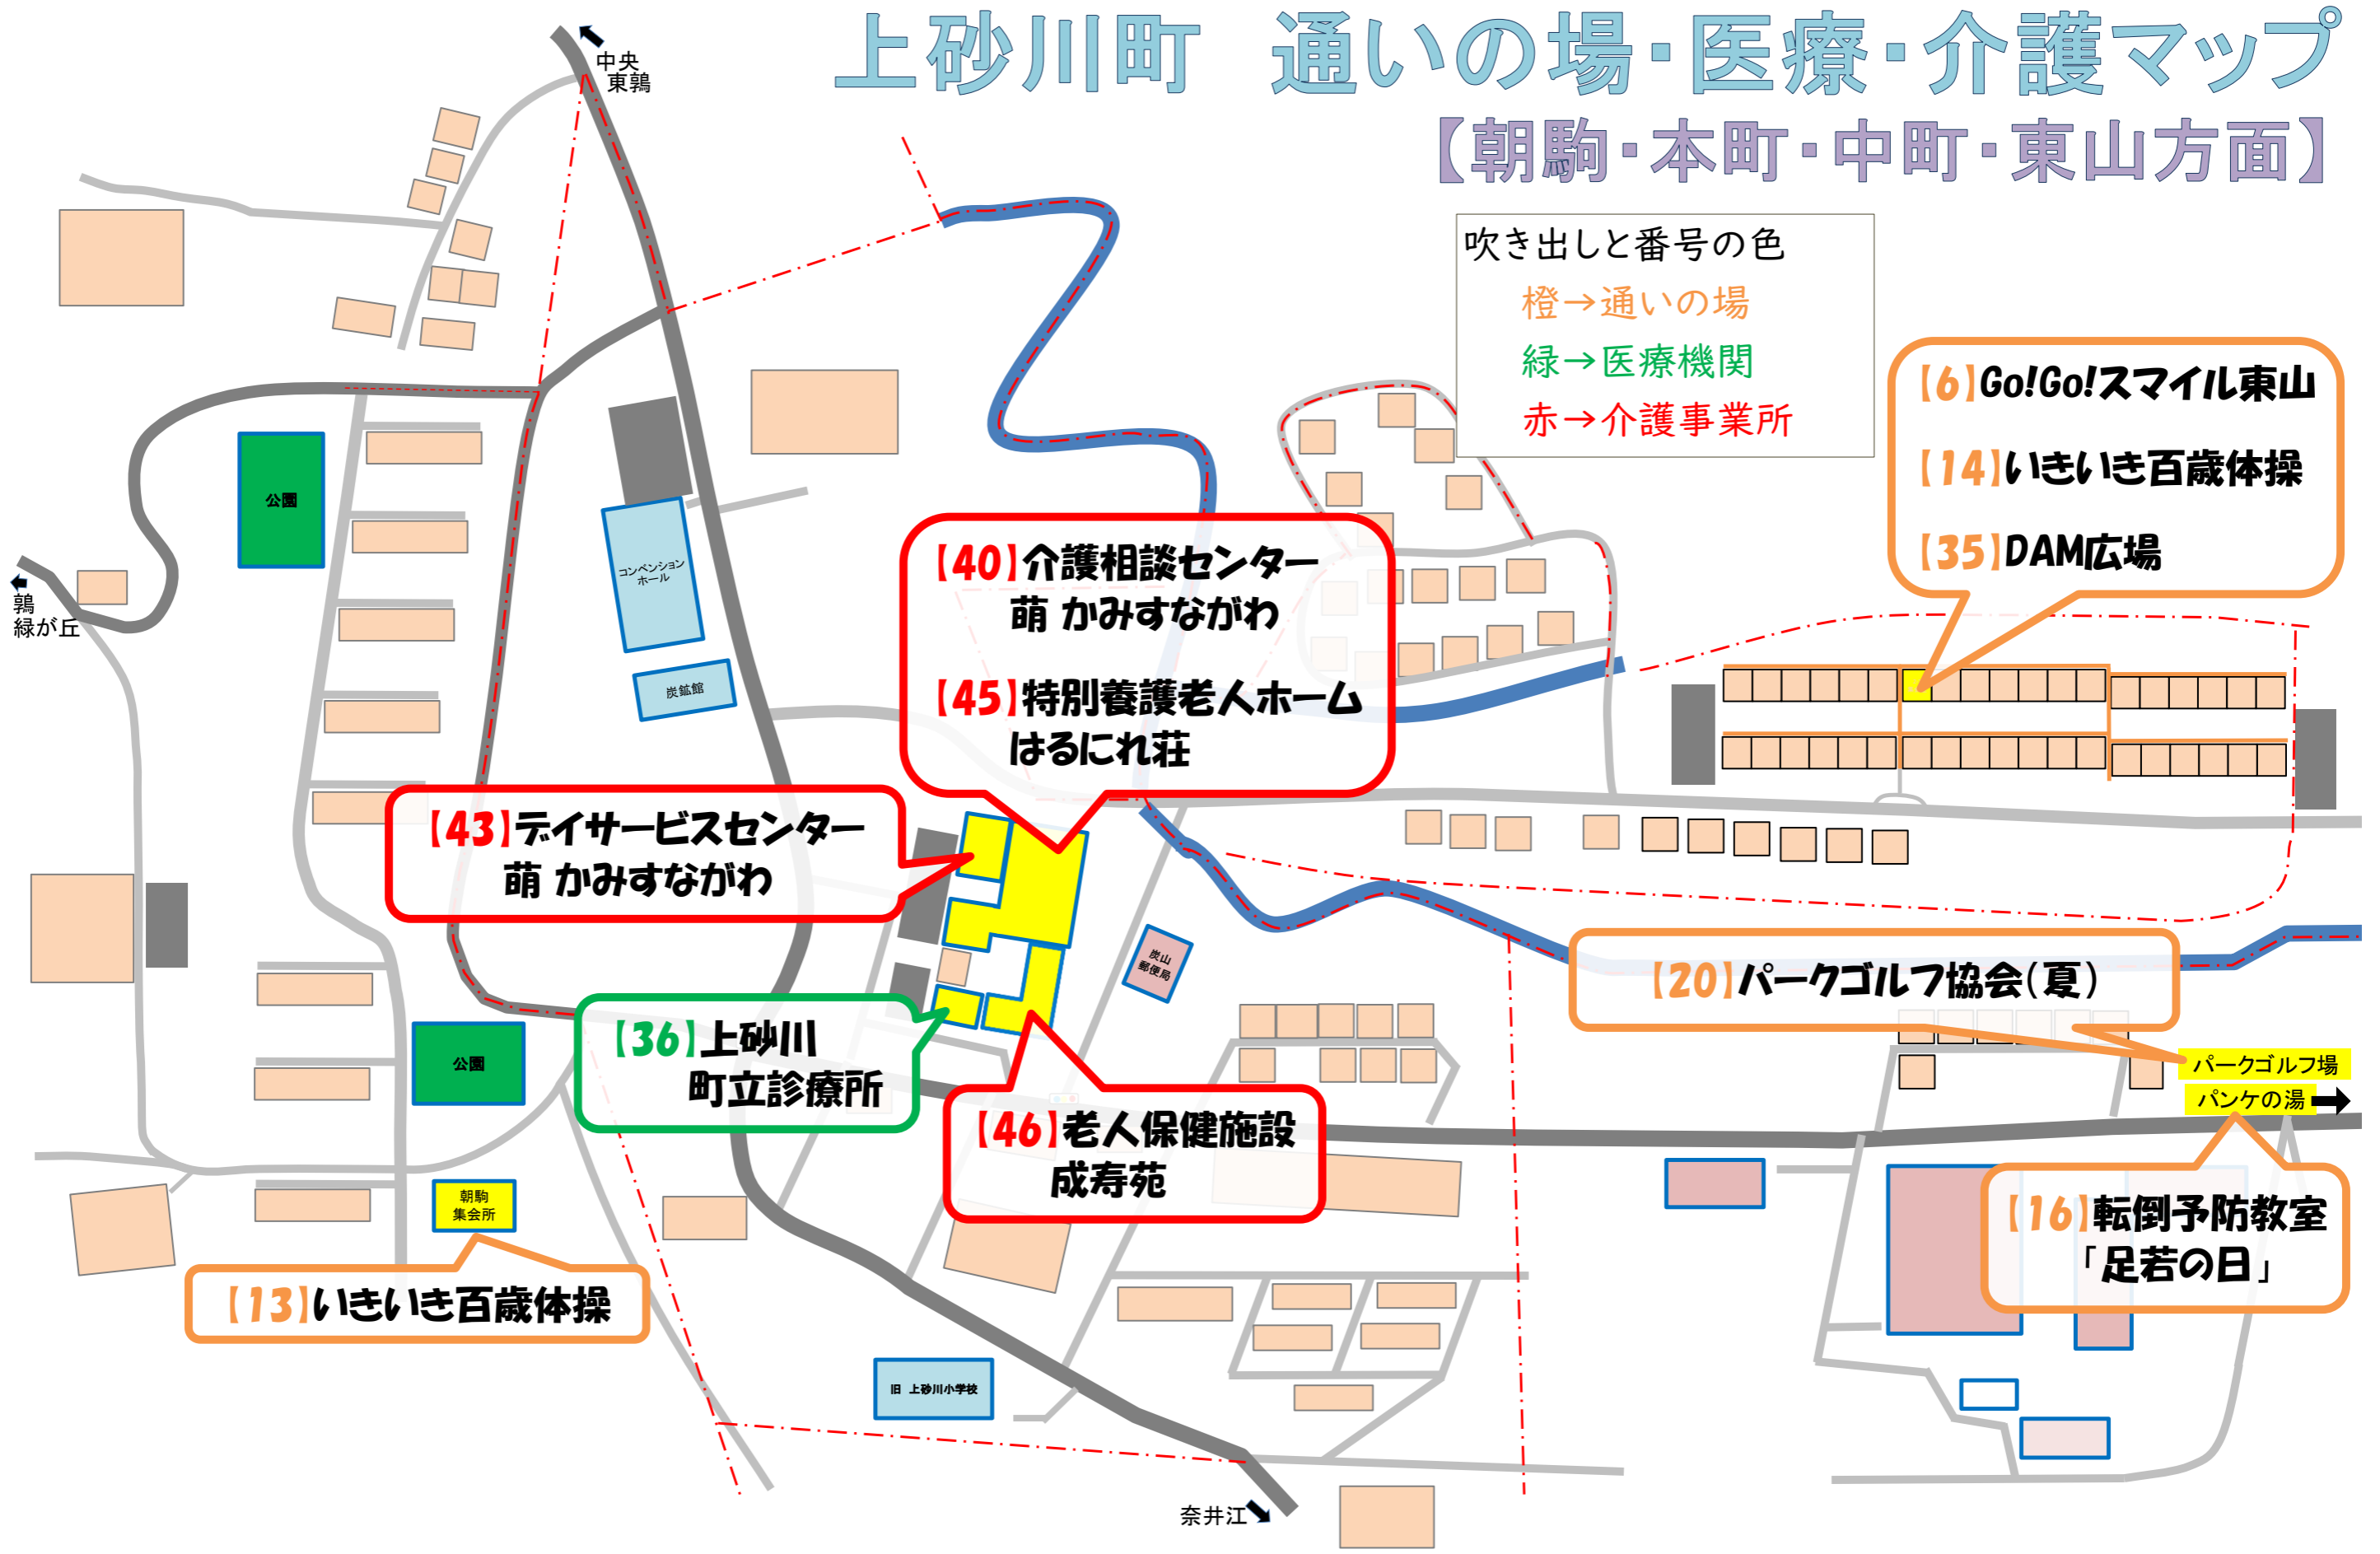 上砂川町　通いの場・医療・介護マップ
【朝駒・本町・中町・東山方面】
中央
東鶉
吹き出しと番号の色
橙→通いの場
緑→医療機関
赤→介護事業所
【6】Go!Go!スマイル東山
【14】いきいき百歳体操
【35】DAM広場
公園
コンベンション
ホール
炭鉱館
鶉
緑が丘
【40】介護相談センター
萌 かみすながわ
【45】特別養護老人ホーム
はるにれ荘
【43】デイサービスセンター
萌 かみすながわ
炭山
郵便局
【20】パークゴルフ協会(夏)
【36】上砂川
町立診療所
公園
パークゴルフ場
パンケの湯
【46】老人保健施設
成寿苑
朝駒
集会所
【16】転倒予防教室
「足若の日」
【13】いきいき百歳体操
旧　上砂川小学校
奈井江